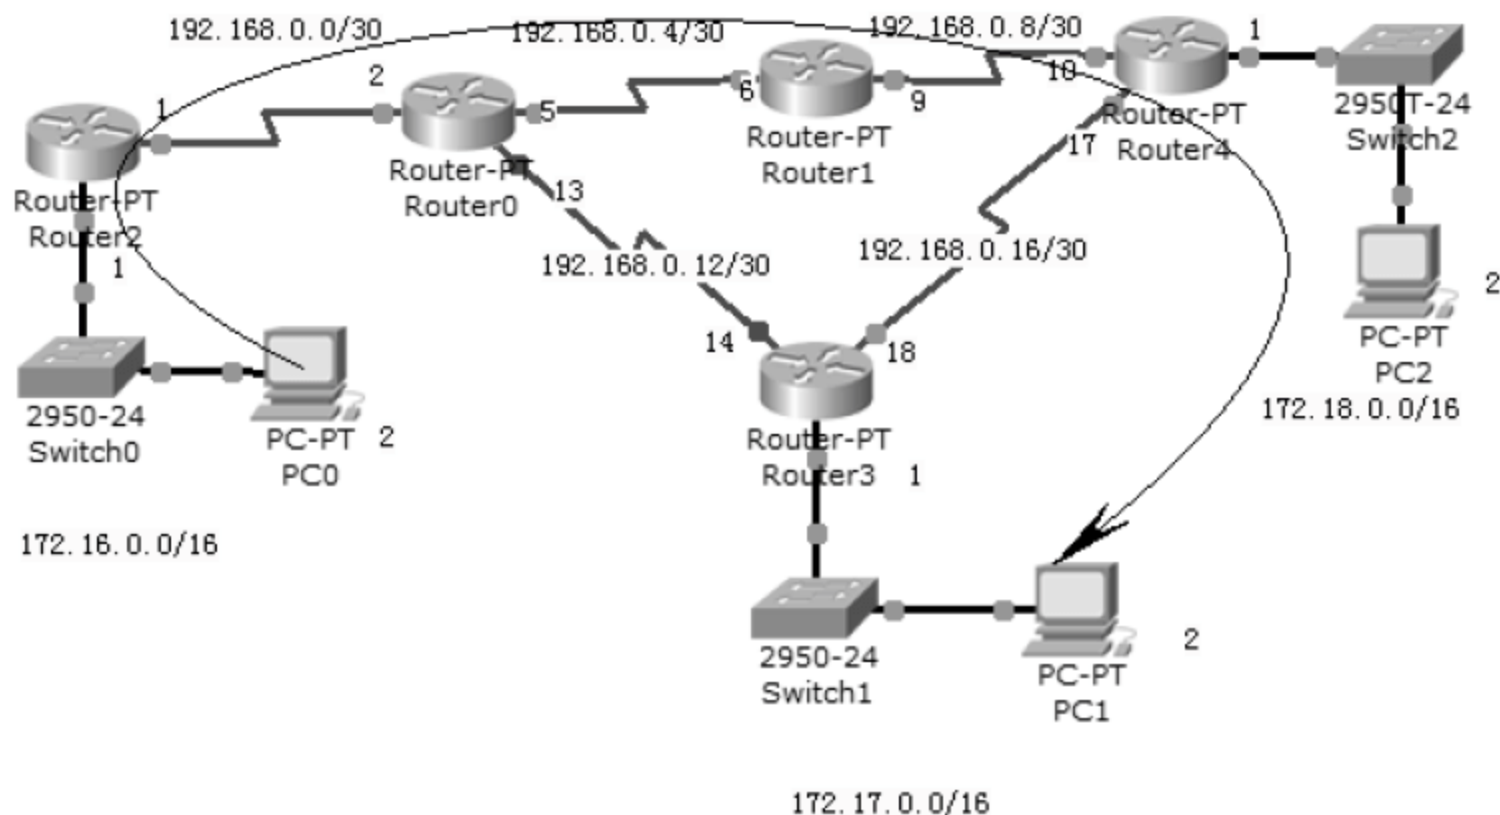 192.168.0.0/30
192.168.0.4/30
192.168.0.8/30
1
2
5
6
9
10
1
Router-PT
Router2
1
Router-PT
Router0
13
Router-PT
Router1
Router-PT
Router4
17
2950T-24
Switch2
192.168.0.12/30
192.168.0.16/30
2
PC-PT
PC2
172.18.0.0/16
14
18
2950-24
Switch0
PC-PT
PC0
2
Router-PT
Router3
1
172.16.0.0/16
2950-24
Switch1
PC-PT
PC1
2
172.17.0.0/16